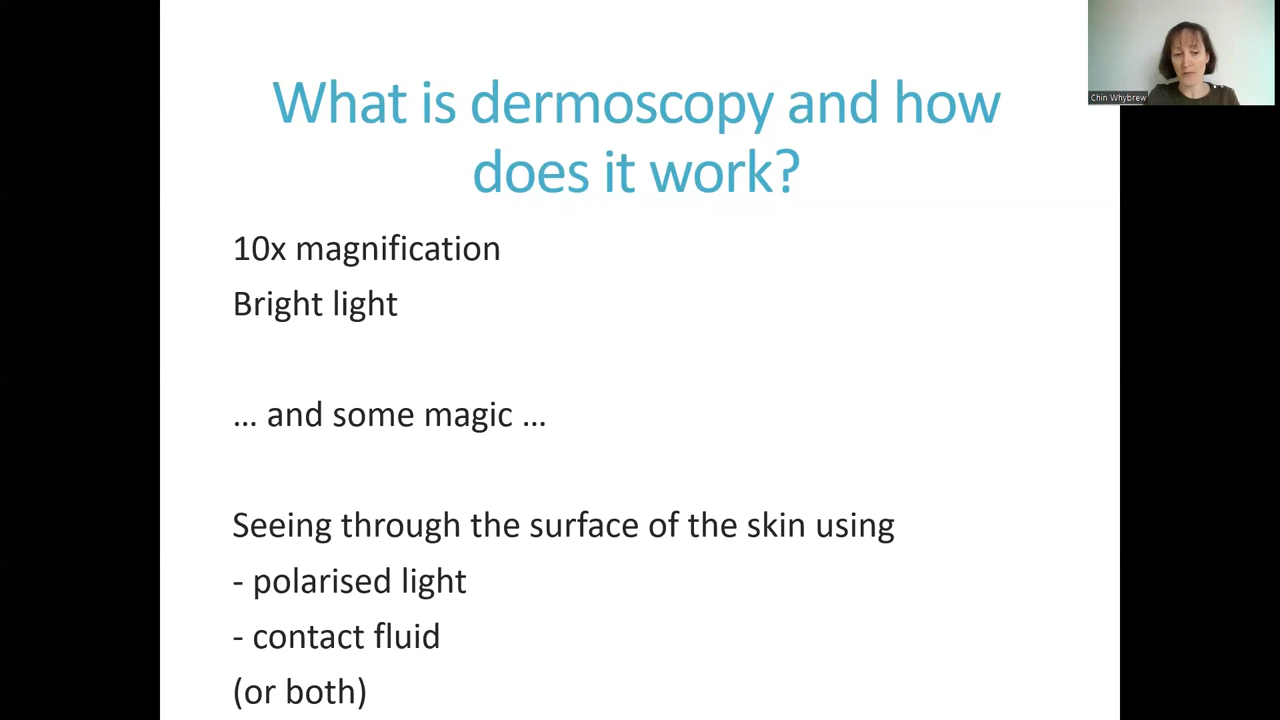 What is dermoscopy and how
does it work?
10x magnification
Bright light
… and some magic …
Seeing through the surface of the skin using
- polarised light
- contact fluid
(or both)
Chin Whybrew